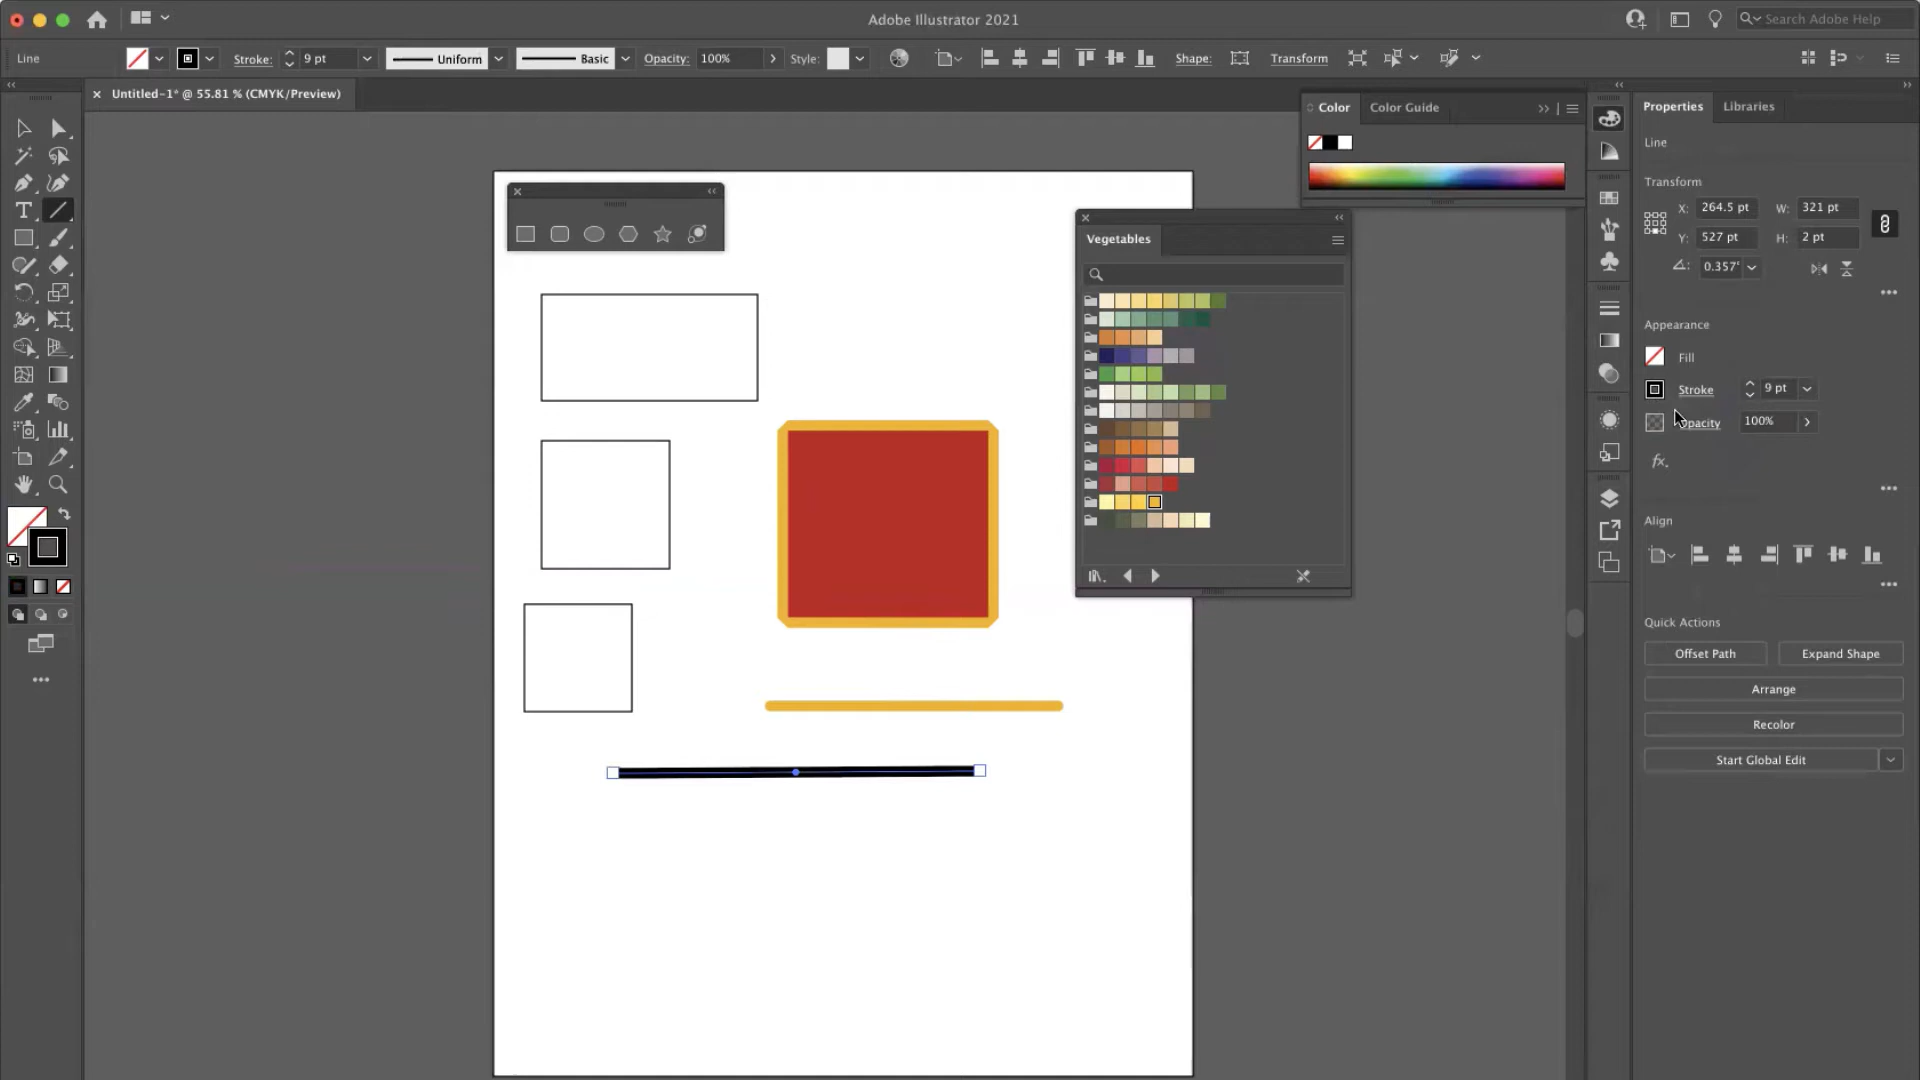 Adobe Illustrator 2021
Search Adobe Help
Line
Stroke:
9 pt
Uniform
Basic
Opacity:
100%
Style:
Shape:
Transform
× Untitled-1* @ 55.81 % (CMYK/Preview)
Color
Color Guide
Properties
Libraries
Line
Transform
X: 264.5 pt
W: 321 pt
Y: 527 pt
H: 2 pt
0.357°
Vegetables
Appearance
Fill
Stroke
9 pt
Opacity
100%
fx.
Align
Quick Actions
Offset Path
Expand Shape
Arrange
Recolor
Start Global Edit